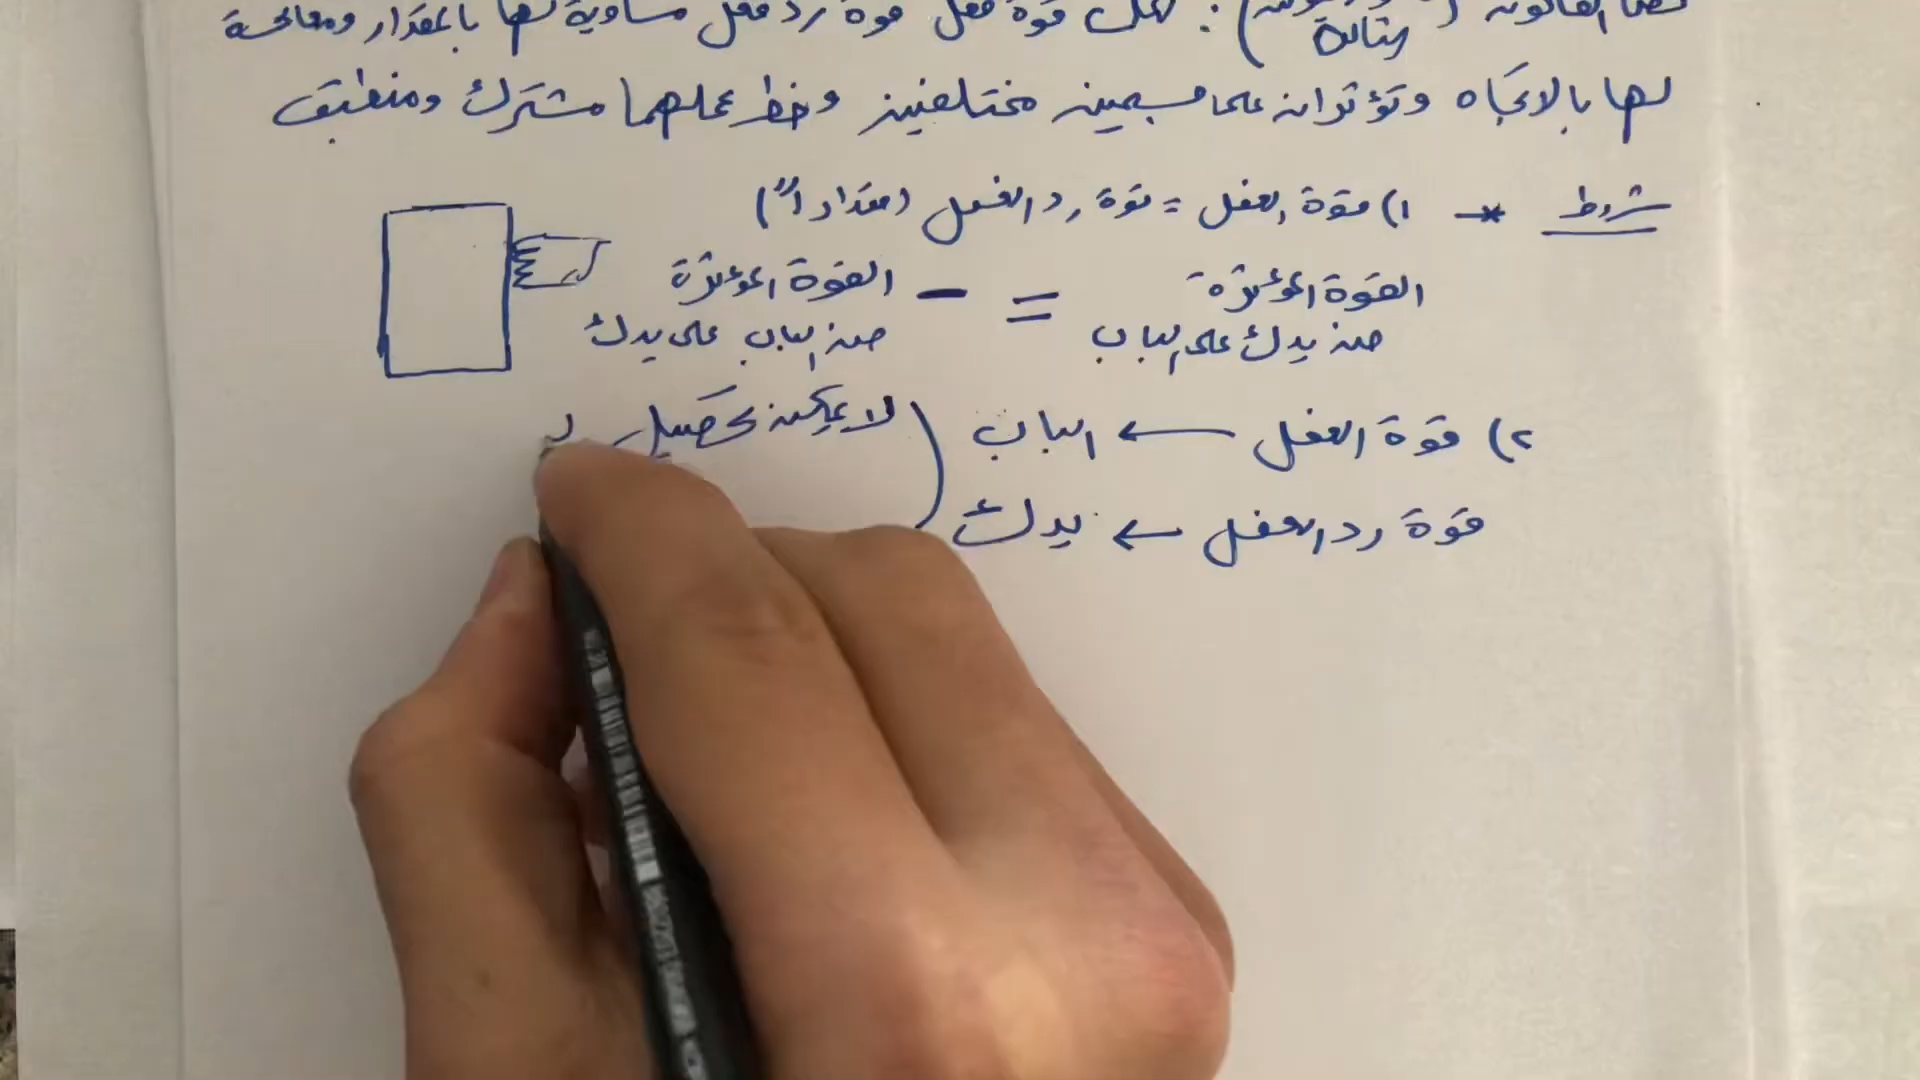 نص القانون ( الثالث ) : لكل قوة فعل قوة رد فعل مساوية لها بالمقدار ومعاكسة
لها بالاتجاه وتؤثران على جسمين مختلفين وخط عملهما مشترك ومنطبق
شروط ١) قوة الفعل = قوة رد الفعل (مقداراً)
القوة المؤثرة = - القوة المؤثرة
من يدك على الباب من الباب على يدك
٢) قوة الفعل ← الباب لا يمكن تحصيل
قوة رد الفعل ← يدك